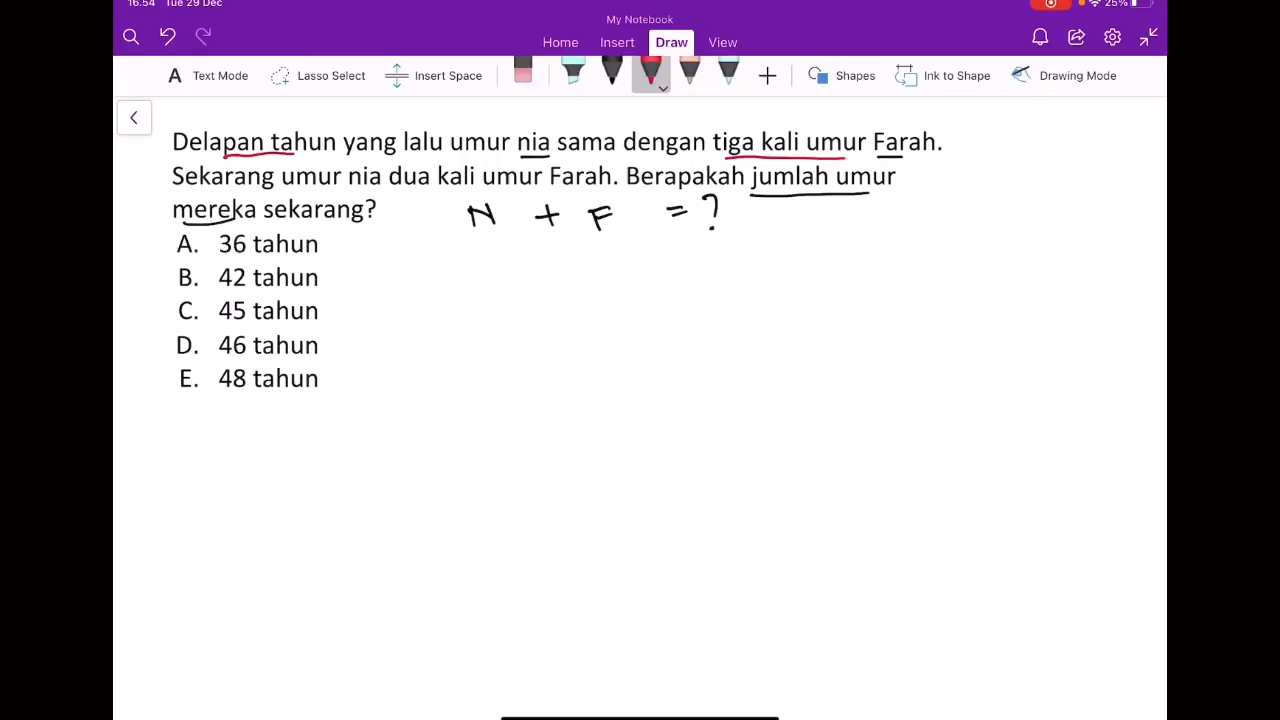 16.54 Tue 29 Dec
25%
My Notebook
Home Insert Draw View
A Text Mode Lasso Select Insert Space Shapes Ink to Shape Drawing Mode
Delapan tahun yang lalu umur nia sama dengan tiga kali umur Farah.
Sekarang umur nia dua kali umur Farah. Berapakah jumlah umur
mereka sekarang?
N + F = ?
A. 36 tahun
B. 42 tahun
C. 45 tahun
D. 46 tahun
E. 48 tahun